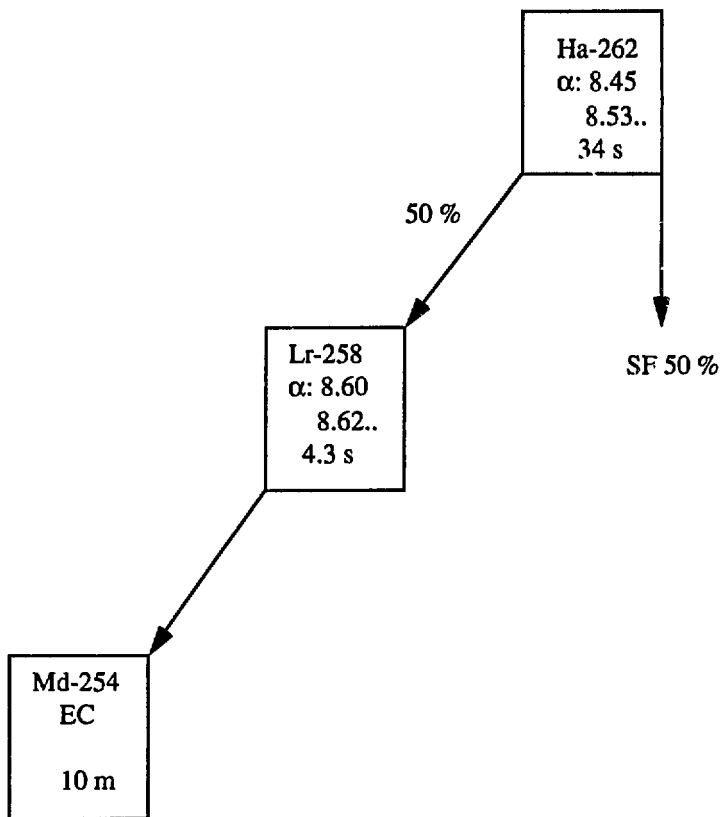 Ha-262
α: 8.45
8.53..
34 s
50 %
SF 50 %
Lr-258
α: 8.60
8.62..
4.3 s
Md-254
EC
10 m